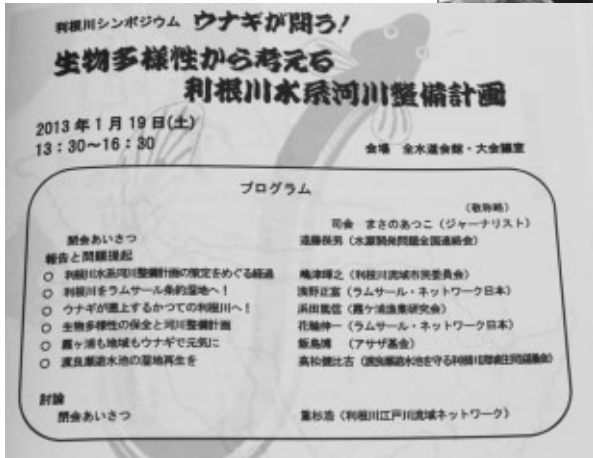 利根川シンポジウム ウナギが問う!
生物多様性から考える
利根川水系河川整備計画
2013年1月19日(土)
13:30〜16:30
会場 全水道会館・大会議室
プログラム
(敬称略)
司会 まさのあつこ(ジャーナリスト)
開会あいさつ 遠藤保男(水源開発問題全国連絡会)
報告と問題提起
○ 利根川水系河川整備計画の策定をめぐる経過 嶋津暉之(利根川流域市民委員会)
○ 利根川をラムサール条約湿地へ! 浅野正富(ラムサール・ネットワーク日本)
○ ウナギが遡上するかつての利根川へ! 浜田篤信(霞ヶ浦漁業研究会)
○ 生物多様性の保全と河川整備計画 花輪伸一(ラムサール・ネットワーク日本)
○ 霞ヶ浦も地域もウナギで元気に 飯島博(アサザ基金)
○ 渡良瀬遊水池の湿地再生を 高松健比古(渡良瀬遊水池を守る利根川流域住民協議会)
討論
閉会あいさつ 重杉浩(利根川江戸川流域ネットワーク)